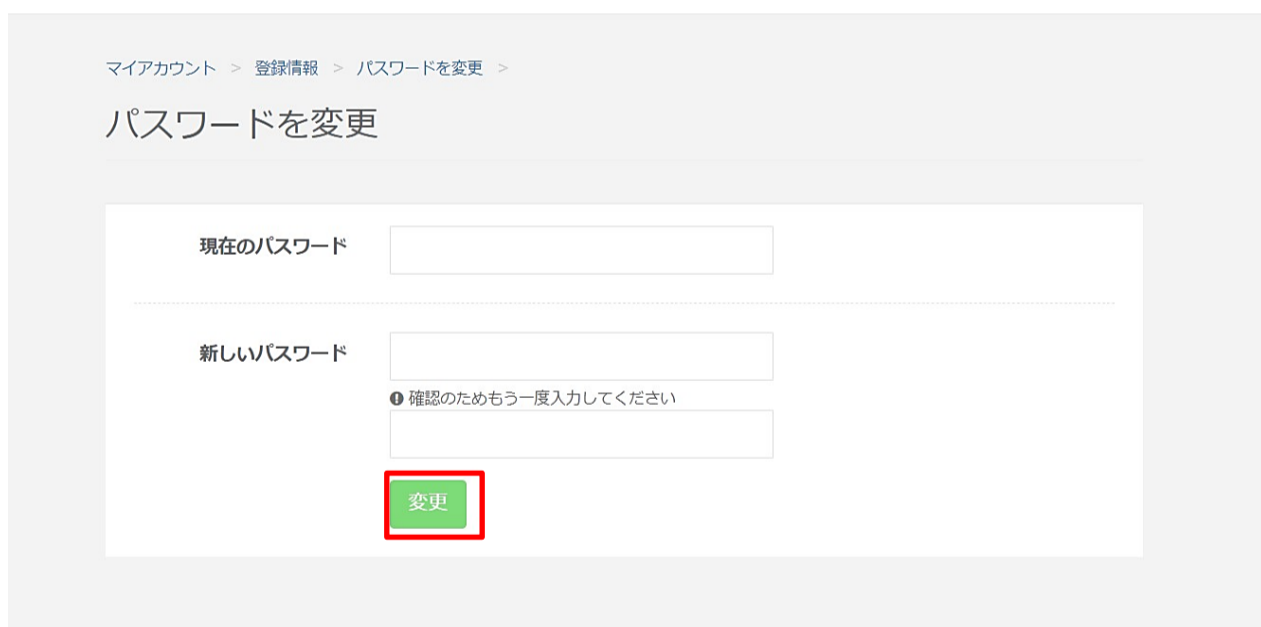 マイアカウント > 登録情報 > パスワードを変更 >
パスワードを変更
現在のパスワード
新しいパスワード
確認のためもう一度入力してください
変更